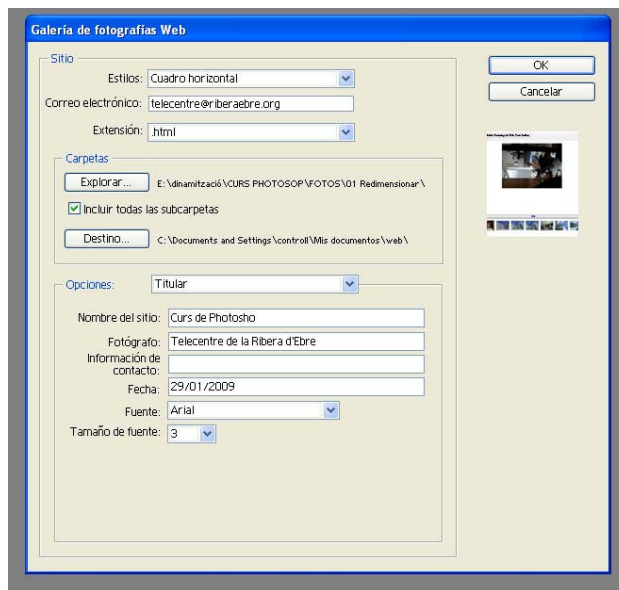 Galería de fotografías Web
Sitio
Estilos: Cuadro horizontal
Correo electrónico: telecentre@riberaebre.org
Extensión: .html
OK
Cancelar
Carpetas
Explorar... E:\dinamització\CURS PHOTOSOP\FOTOS\01 Redimensionar\
Incluir todas las subcarpetas
Destino... C:\Documents and Settings\controll\Mis documentos\web\
Opciones: Titular
Nombre del sitio: Curs de Photosho
Fotógrafo: Telecentre de la Ribera d'Ebre
Información de
contacto:
Fecha: 29/01/2009
Fuente: Arial
Tamaño de fuente: 3